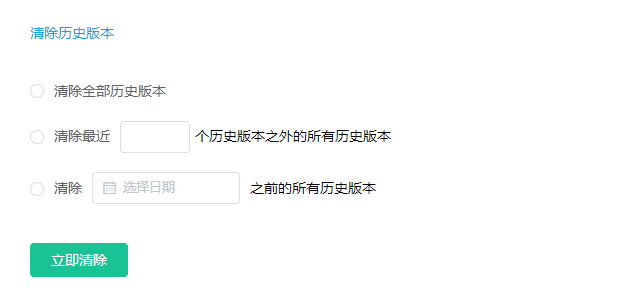 清除历史版本
清除全部历史版本
清除最近 个历史版本之外的所有历史版本
清除 选择日期 之前的所有历史版本
立即清除